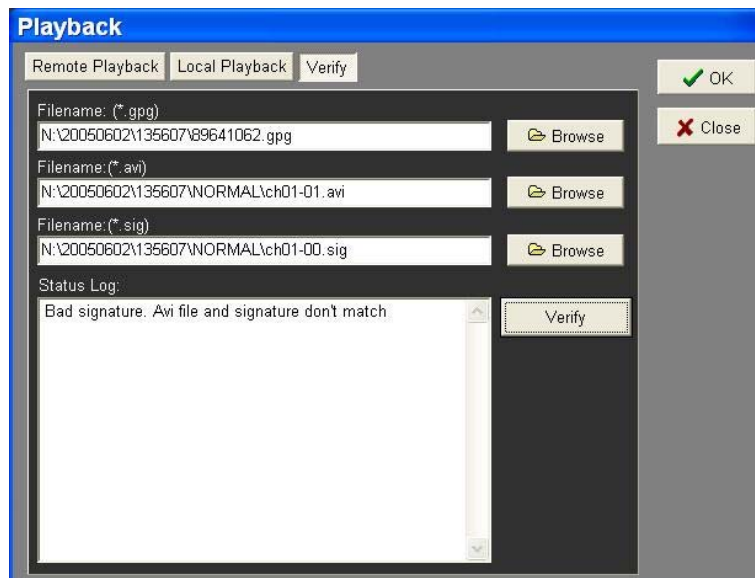 Playback
Remote Playback Local Playback Verify
OK
Close
Filename: (*.gpg)
N:\20050602\135607\89641062.gpg
Browse
Filename:(*.avi)
N:\20050602\135607\NORMAL\ch01-01.avi
Browse
Filename:(*.sig)
N:\20050602\135607\NORMAL\ch01-00.sig
Browse
Status Log:
Bad signature. Avi file and signature don't match
Verify